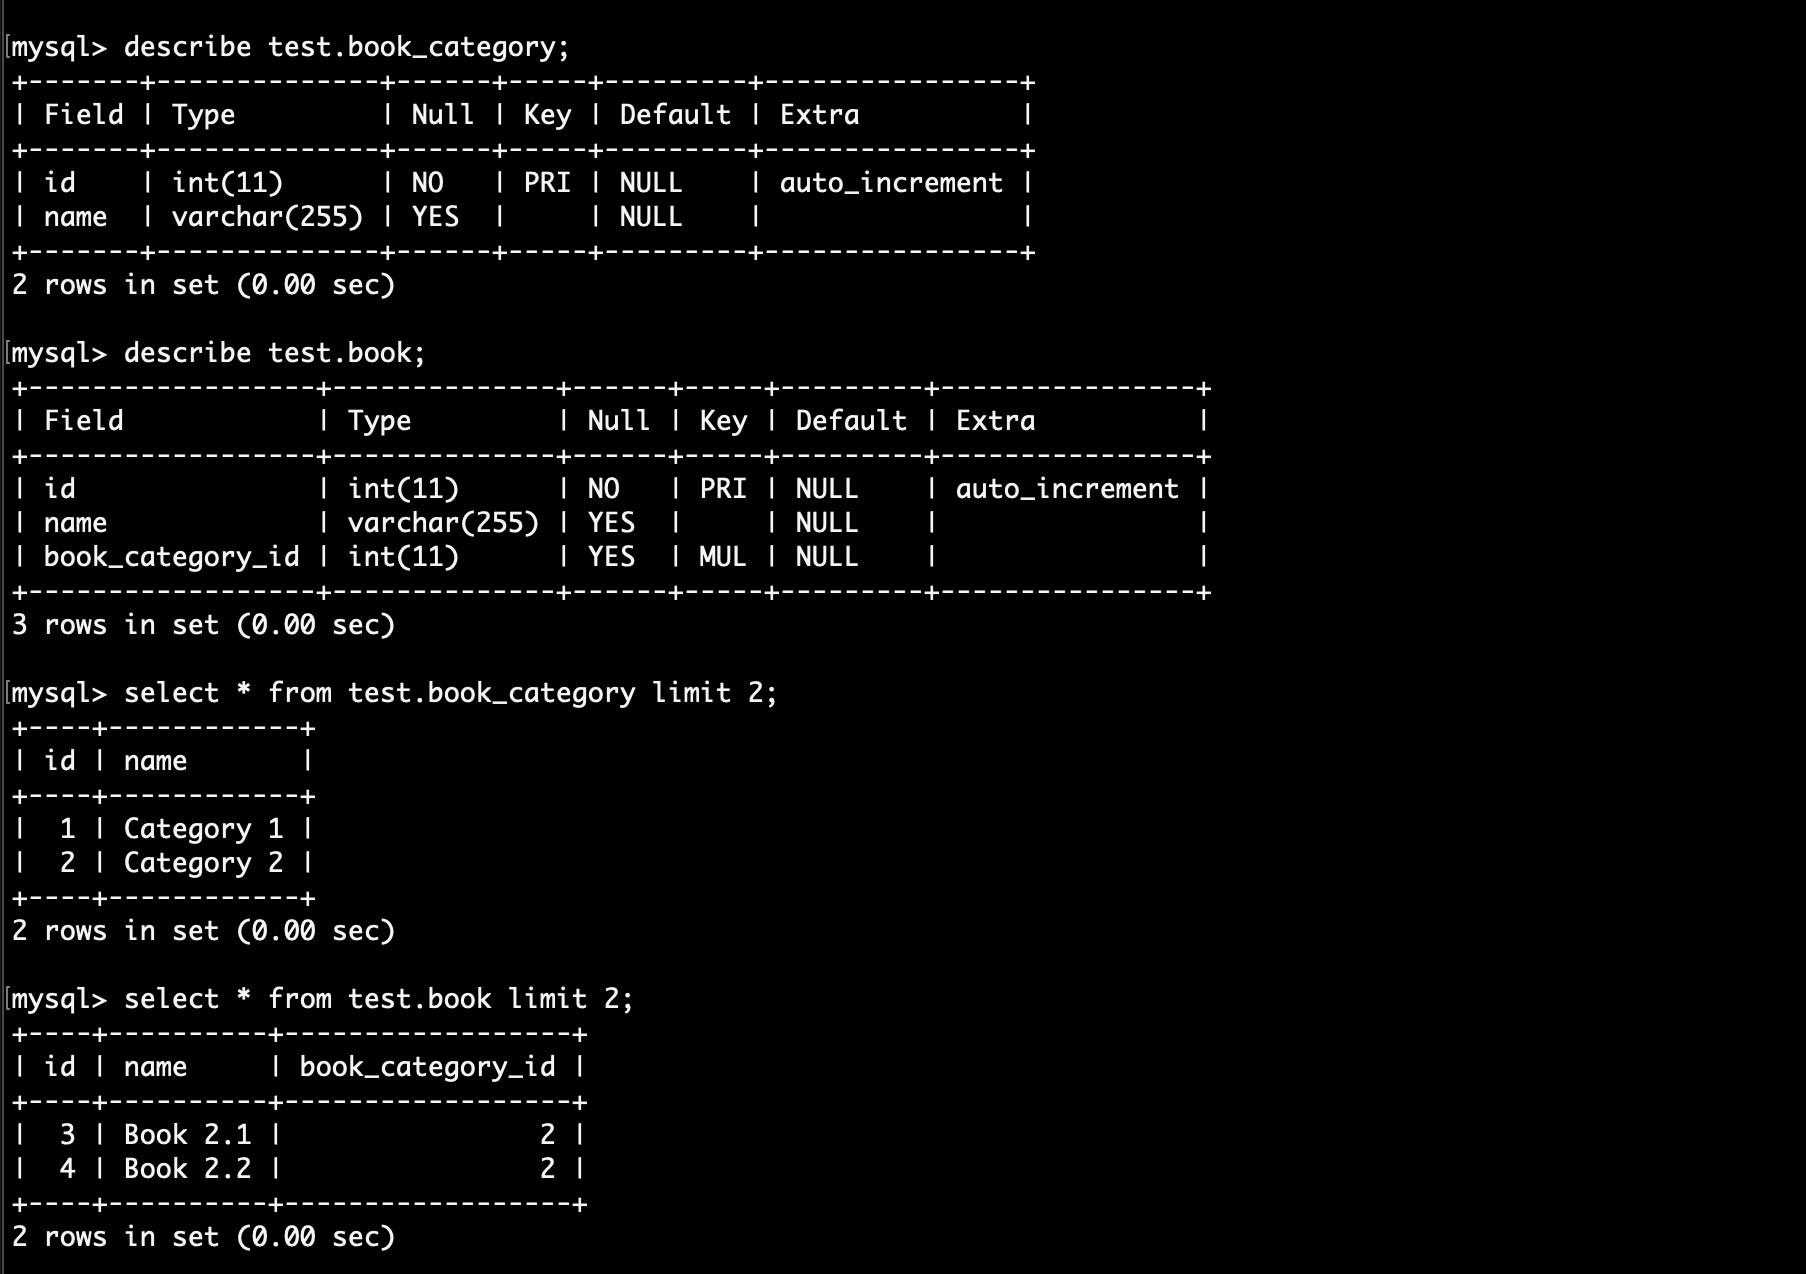 mysql> describe test.book_category;
+-------+--------------+------+-----+---------+----------------+
| Field | Type         | Null | Key | Default | Extra          |
+-------+--------------+------+-----+---------+----------------+
| id    | int(11)      | NO   | PRI | NULL    | auto_increment |
| name  | varchar(255) | YES  |     | NULL    |                |
+-------+--------------+------+-----+---------+----------------+
2 rows in set (0.00 sec)

mysql> describe test.book;
+------------------+--------------+------+-----+---------+----------------+
| Field            | Type         | Null | Key | Default | Extra          |
+------------------+--------------+------+-----+---------+----------------+
| id               | int(11)      | NO   | PRI | NULL    | auto_increment |
| name             | varchar(255) | YES  |     | NULL    |                |
| book_category_id | int(11)      | YES  | MUL | NULL    |                |
+------------------+--------------+------+-----+---------+----------------+
3 rows in set (0.00 sec)

mysql> select * from test.book_category limit 2;
+----+------------+
| id | name       |
+----+------------+
|  1 | Category 1 |
|  2 | Category 2 |
+----+------------+
2 rows in set (0.00 sec)

mysql> select * from test.book limit 2;
+----+----------+------------------+
| id | name     | book_category_id |
+----+----------+------------------+
|  3 | Book 2.1 |                2 |
|  4 | Book 2.2 |                2 |
+----+----------+------------------+
2 rows in set (0.00 sec)